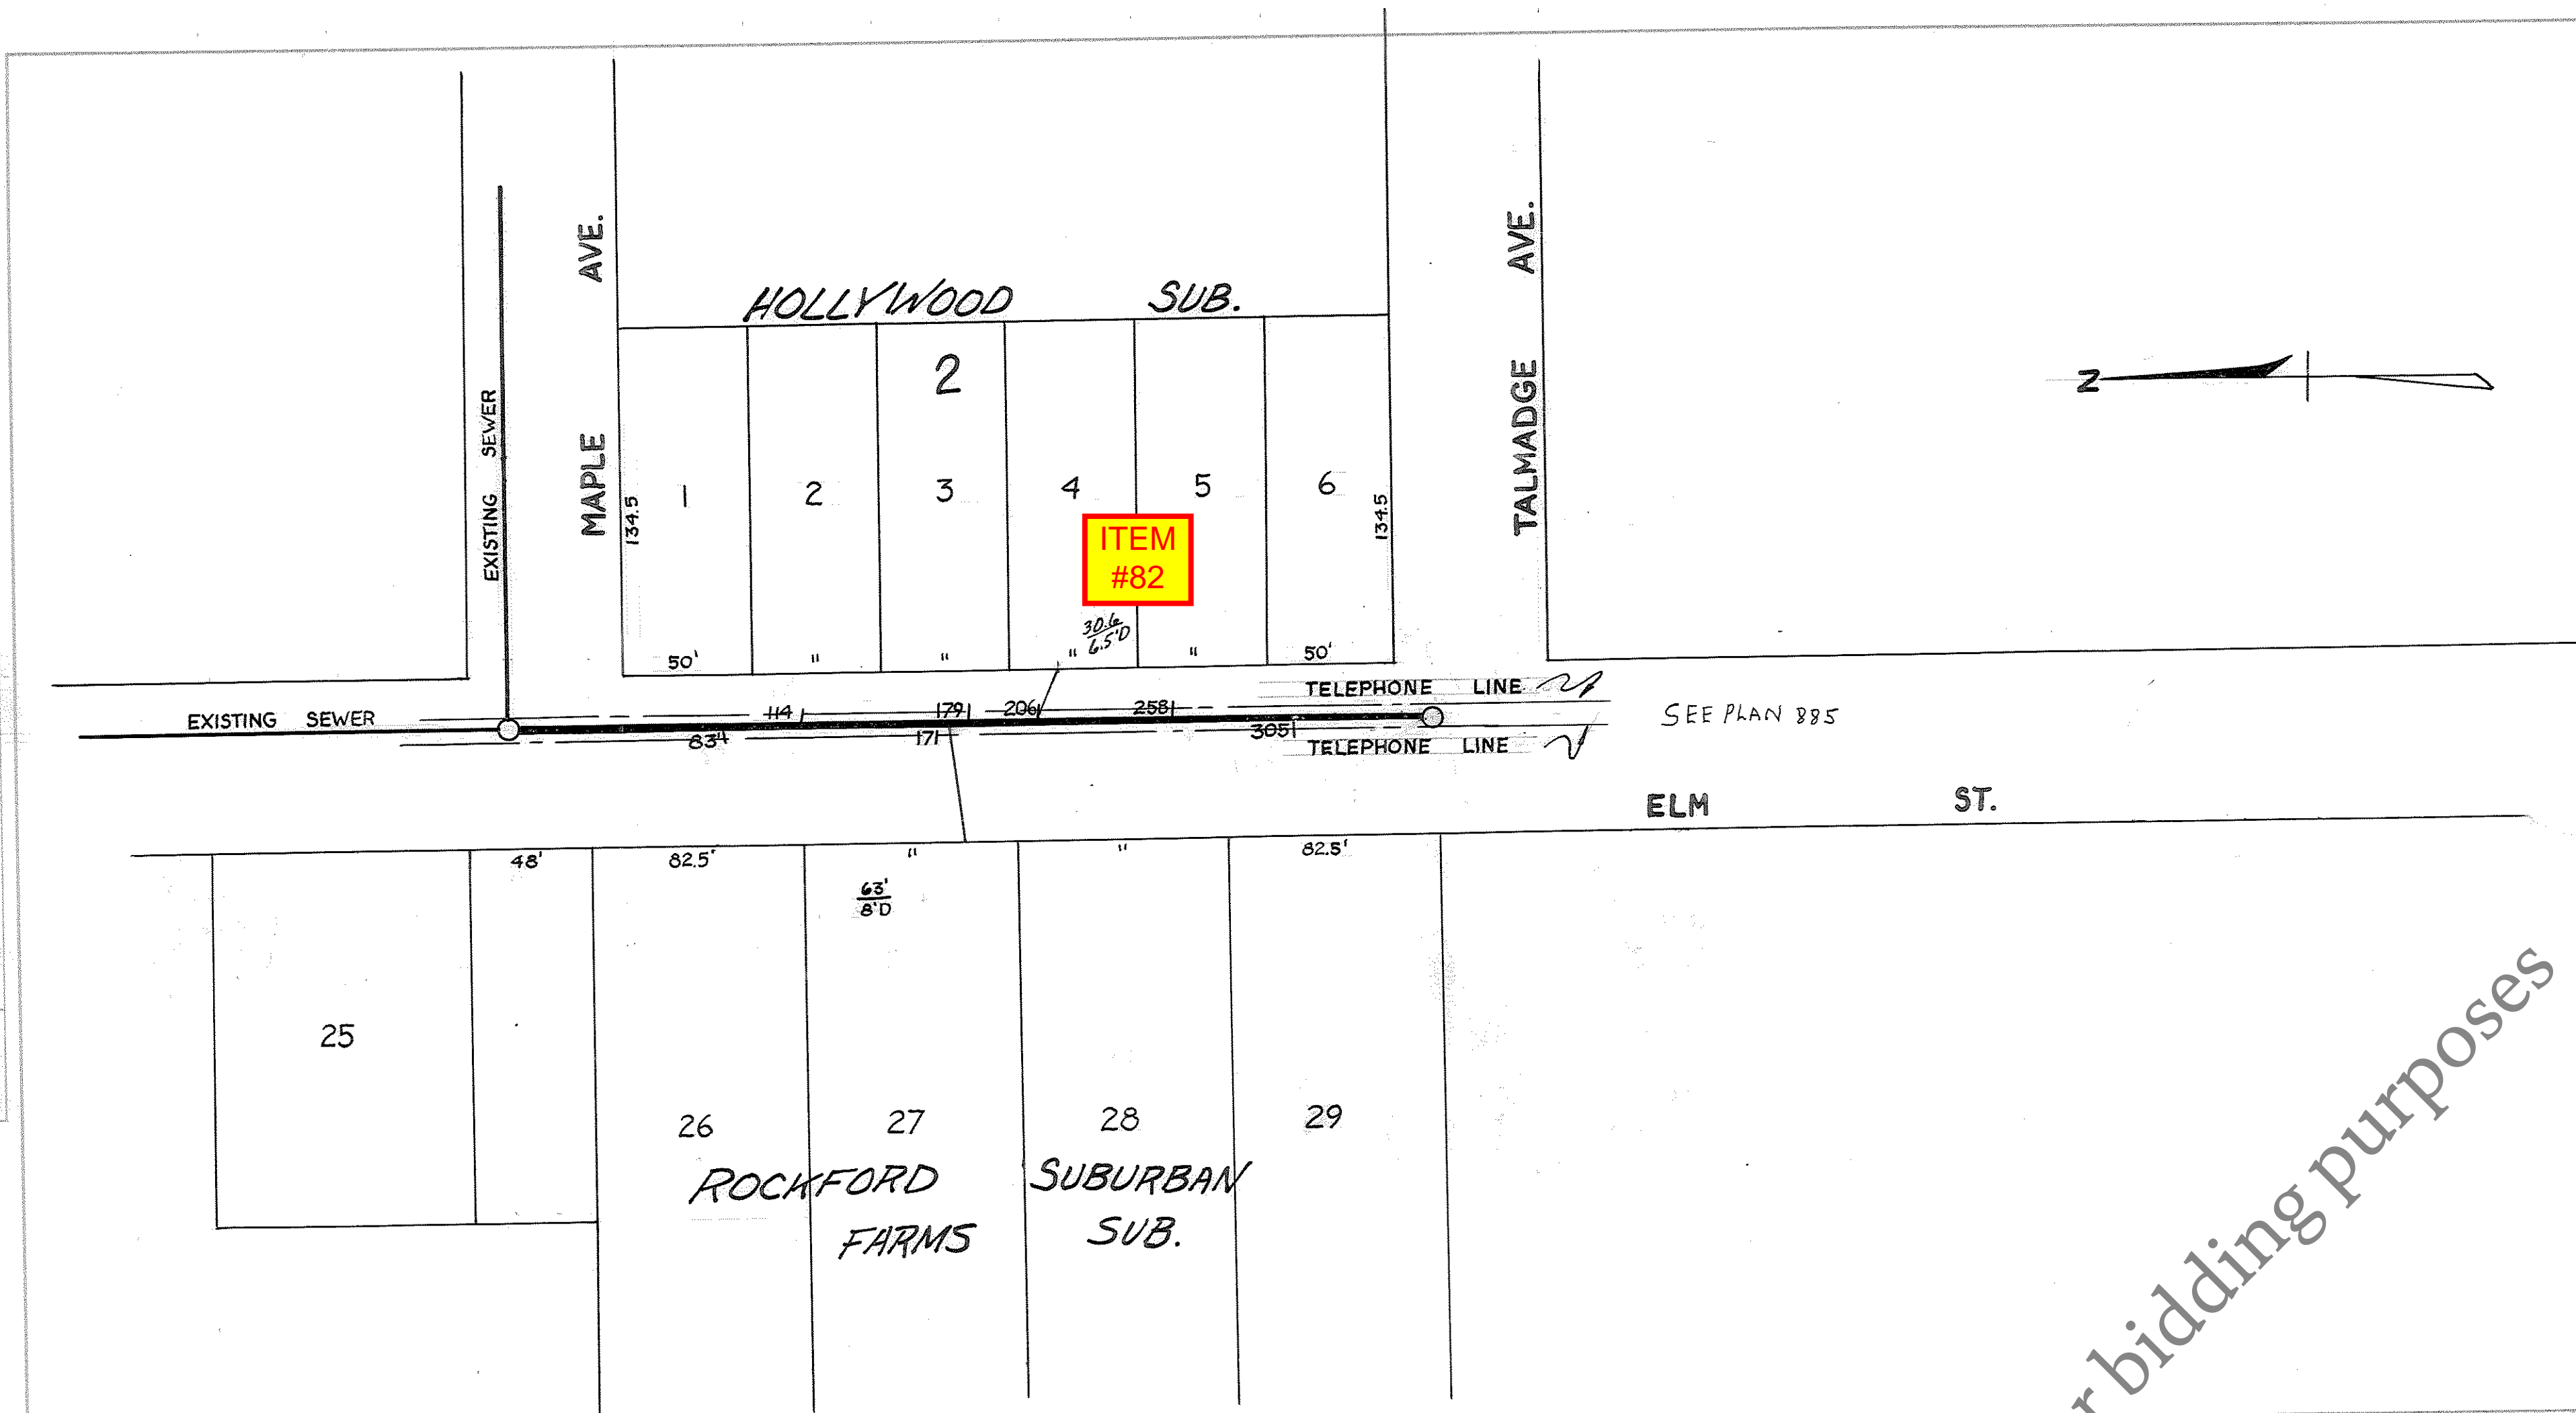 MAPLE AVE.
TALMADGE AVE.
HOLLYWOOD SUB.
2
N
EXISTING SEWER
134.5
1
2
3
4
5
6
134.5
ITEM
#82
30.6
6.5'D
50' " " " " 50'
TELEPHONE LINE
EXISTING SEWER
114 179 206 258
SEE PLAN 885
83 171 305
TELEPHONE LINE
ELM ST.
48' 82.5' " " 82.5'
63'
8'D
25
26
27
28
29
ROCKFORD SUBURBAN
FARMS SUB.
bidding purposes